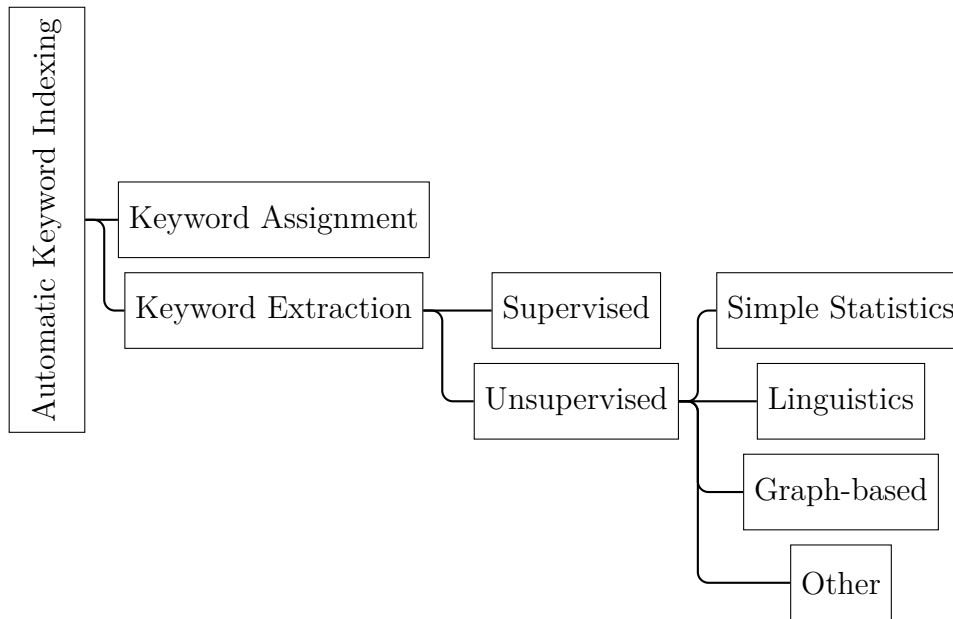 Automatic Keyword Indexing
Keyword Assignment
Keyword Extraction
Supervised
Unsupervised
Simple Statistics
Linguistics
Graph-based
Other